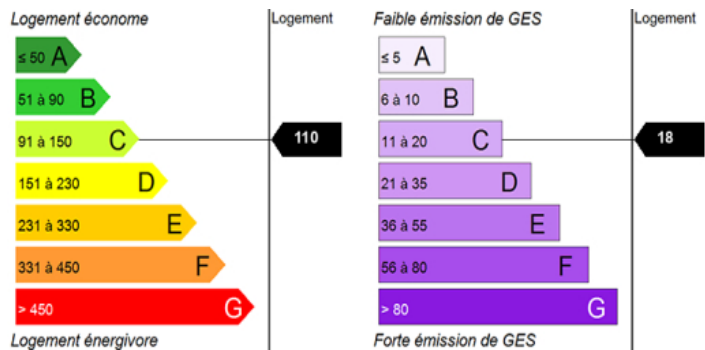 Logement économe
Logement
≤ 50 A
51 à 90 B
91 à 150 C
110
151 à 230 D
231 à 330 E
331 à 450 F
> 450 G
Logement énergivore
Faible émission de GES
Logement
≤ 5 A
6 à 10 B
11 à 20 C
18
21 à 35 D
36 à 55 E
56 à 80 F
> 80 G
Forte émission de GES